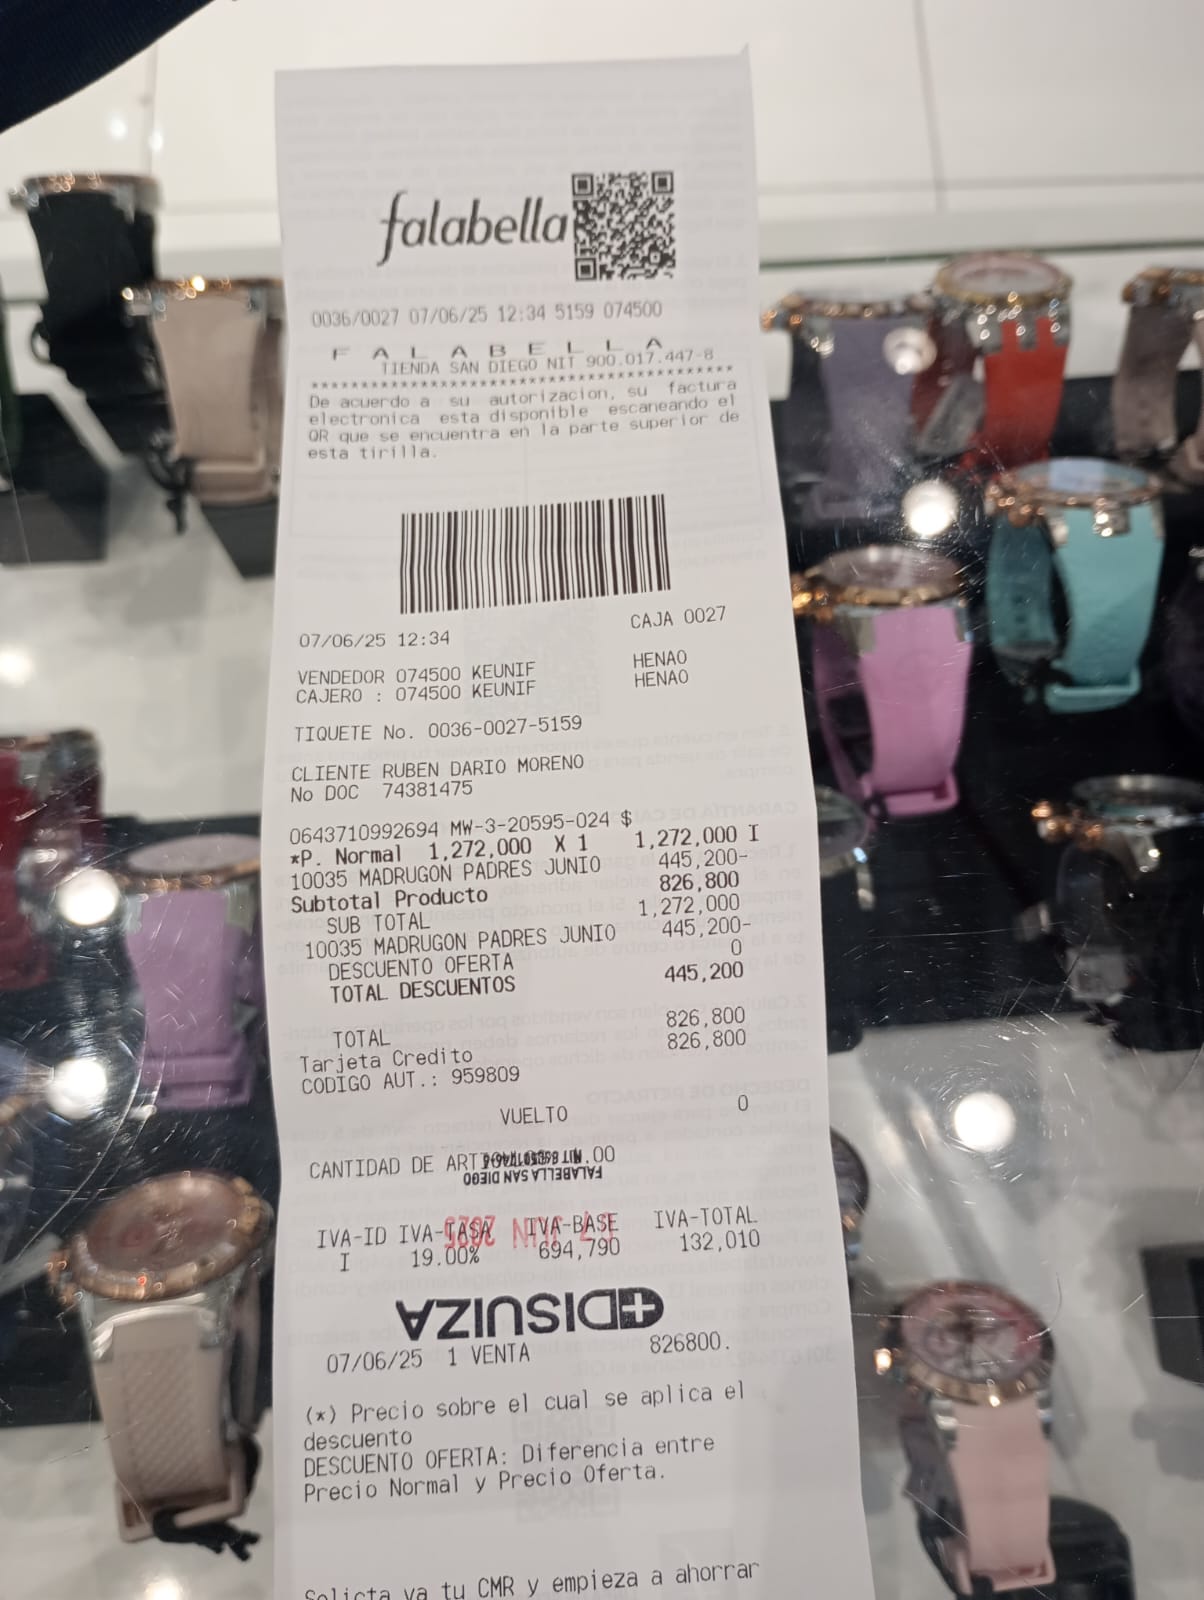 falabella
0036/0027 07/06/25 12:34 5159 074500
F A L A B E L L A
TIENDA SAN DIEGO NIT 900.017.447-8
****************************************
De acuerdo a su autorizacion, su factura
electronica esta disponible escaneando el
QR que se encuentra en la parte superior de
esta tirilla.
07/06/25 12:34 CAJA 0027
VENDEDOR 074500 KEUNIF HENAO
CAJERO : 074500 KEUNIF HENAO
TIQUETE No. 0036-0027-5159
CLIENTE RUBEN DARIO MORENO
No DOC 74381475
0643710992694 MW-3-20595-024 $
*P. Normal 1,272,000 X 1 1,272,000 I
10035 MADRUGON PADRES JUNIO 445,200-
Subtotal Producto 826,800
SUB TOTAL 1,272,000
10035 MADRUGON PADRES JUNIO 445,200-
DESCUENTO OFERTA 0
TOTAL DESCUENTOS 445,200
TOTAL 826,800
Tarjeta Credito 826,800
CODIGO AUT.: 959809
VUELTO 0
CANTIDAD DE .00
FALABELLA SAN DIEGO
IVA-ID IVA-TASA IVA-BASE IVA-TOTAL
I 19.00% 694,790 132,010
07 JUN 2025
DISUIZA
07/06/25 1 VENTA 826800.
(*) Precio sobre el cual se aplica el
descuento
DESCUENTO OFERTA: Diferencia entre
Precio Normal y Precio Oferta.
Solicta ya tu CMR y empieza a ahorrar